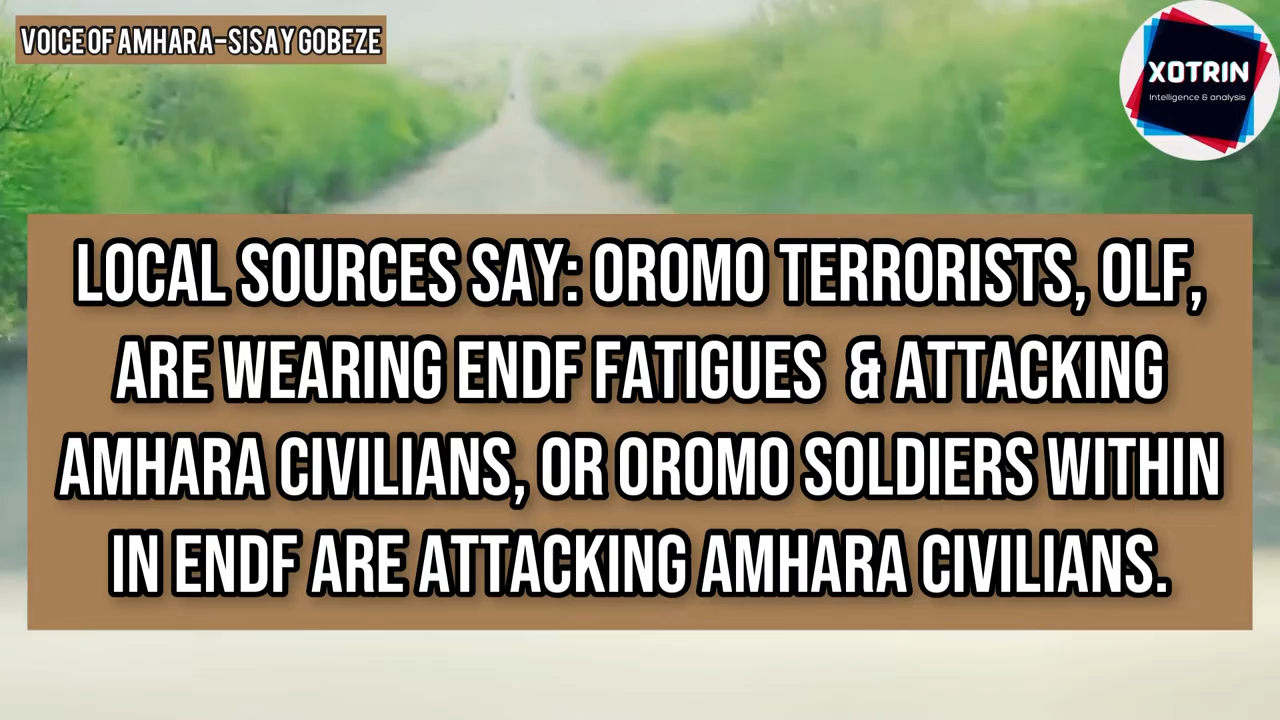 VOICE OF AMHARA-SISAY GOBEZE
XOTRIN
Intelligence & analysis
LOCAL SOURCES SAY: OROMO TERRORISTS, OLF,
ARE WEARING ENDF FATIGUES & ATTACKING
AMHARA CIVILIANS, OR OROMO SOLDIERS WITHIN
IN ENDF ARE ATTACKING AMHARA CIVILIANS.